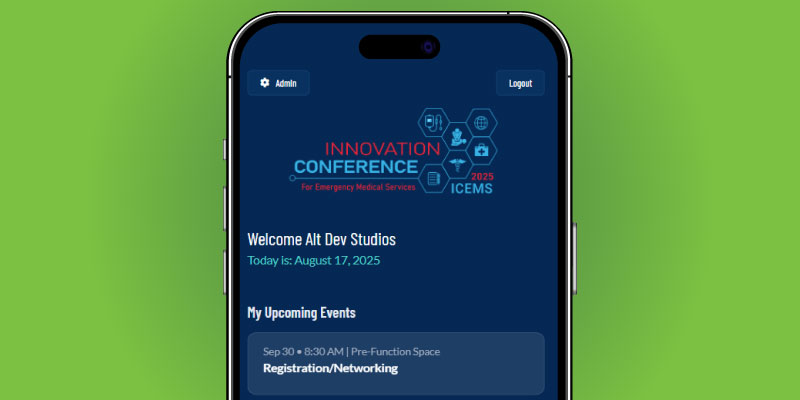 Admin
Logout
INNOVATION
CONFERENCE
For Emergency Medical Services
2025
ICEMS
Welcome Alt Dev Studios
Today is: August 17, 2025
My Upcoming Events
Sep 30 • 8:30 AM | Pre-Function Space
Registration/Networking